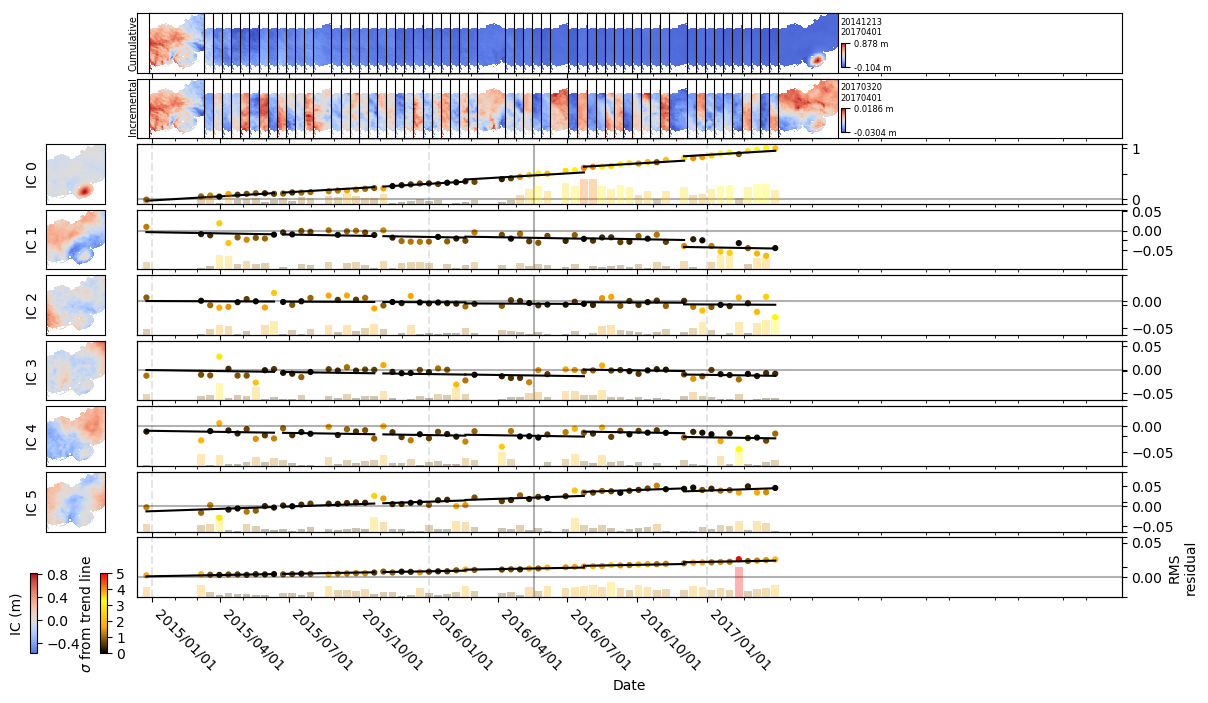 Cumulative
20141213
20170401
0.878 m
-0.104 m
Incremental
20170320
20170401
0.0186 m
-0.0304 m
IC 0
1
0
IC 1
0.05
0.00
−0.05
IC 2
0.00
−0.05
IC 3
0.05
0.00
−0.05
IC 4
0.00
−0.05
IC 5
0.05
0.00
−0.05
0.05
0.00
RMS
residual
IC (m)
0.8
0.4
0.0
−0.4
σ from trend line
5
4
3
2
1
0
2015/01/01
2015/04/01
2015/07/01
2015/10/01
2016/01/01
2016/04/01
2016/07/01
2016/10/01
2017/01/01
Date